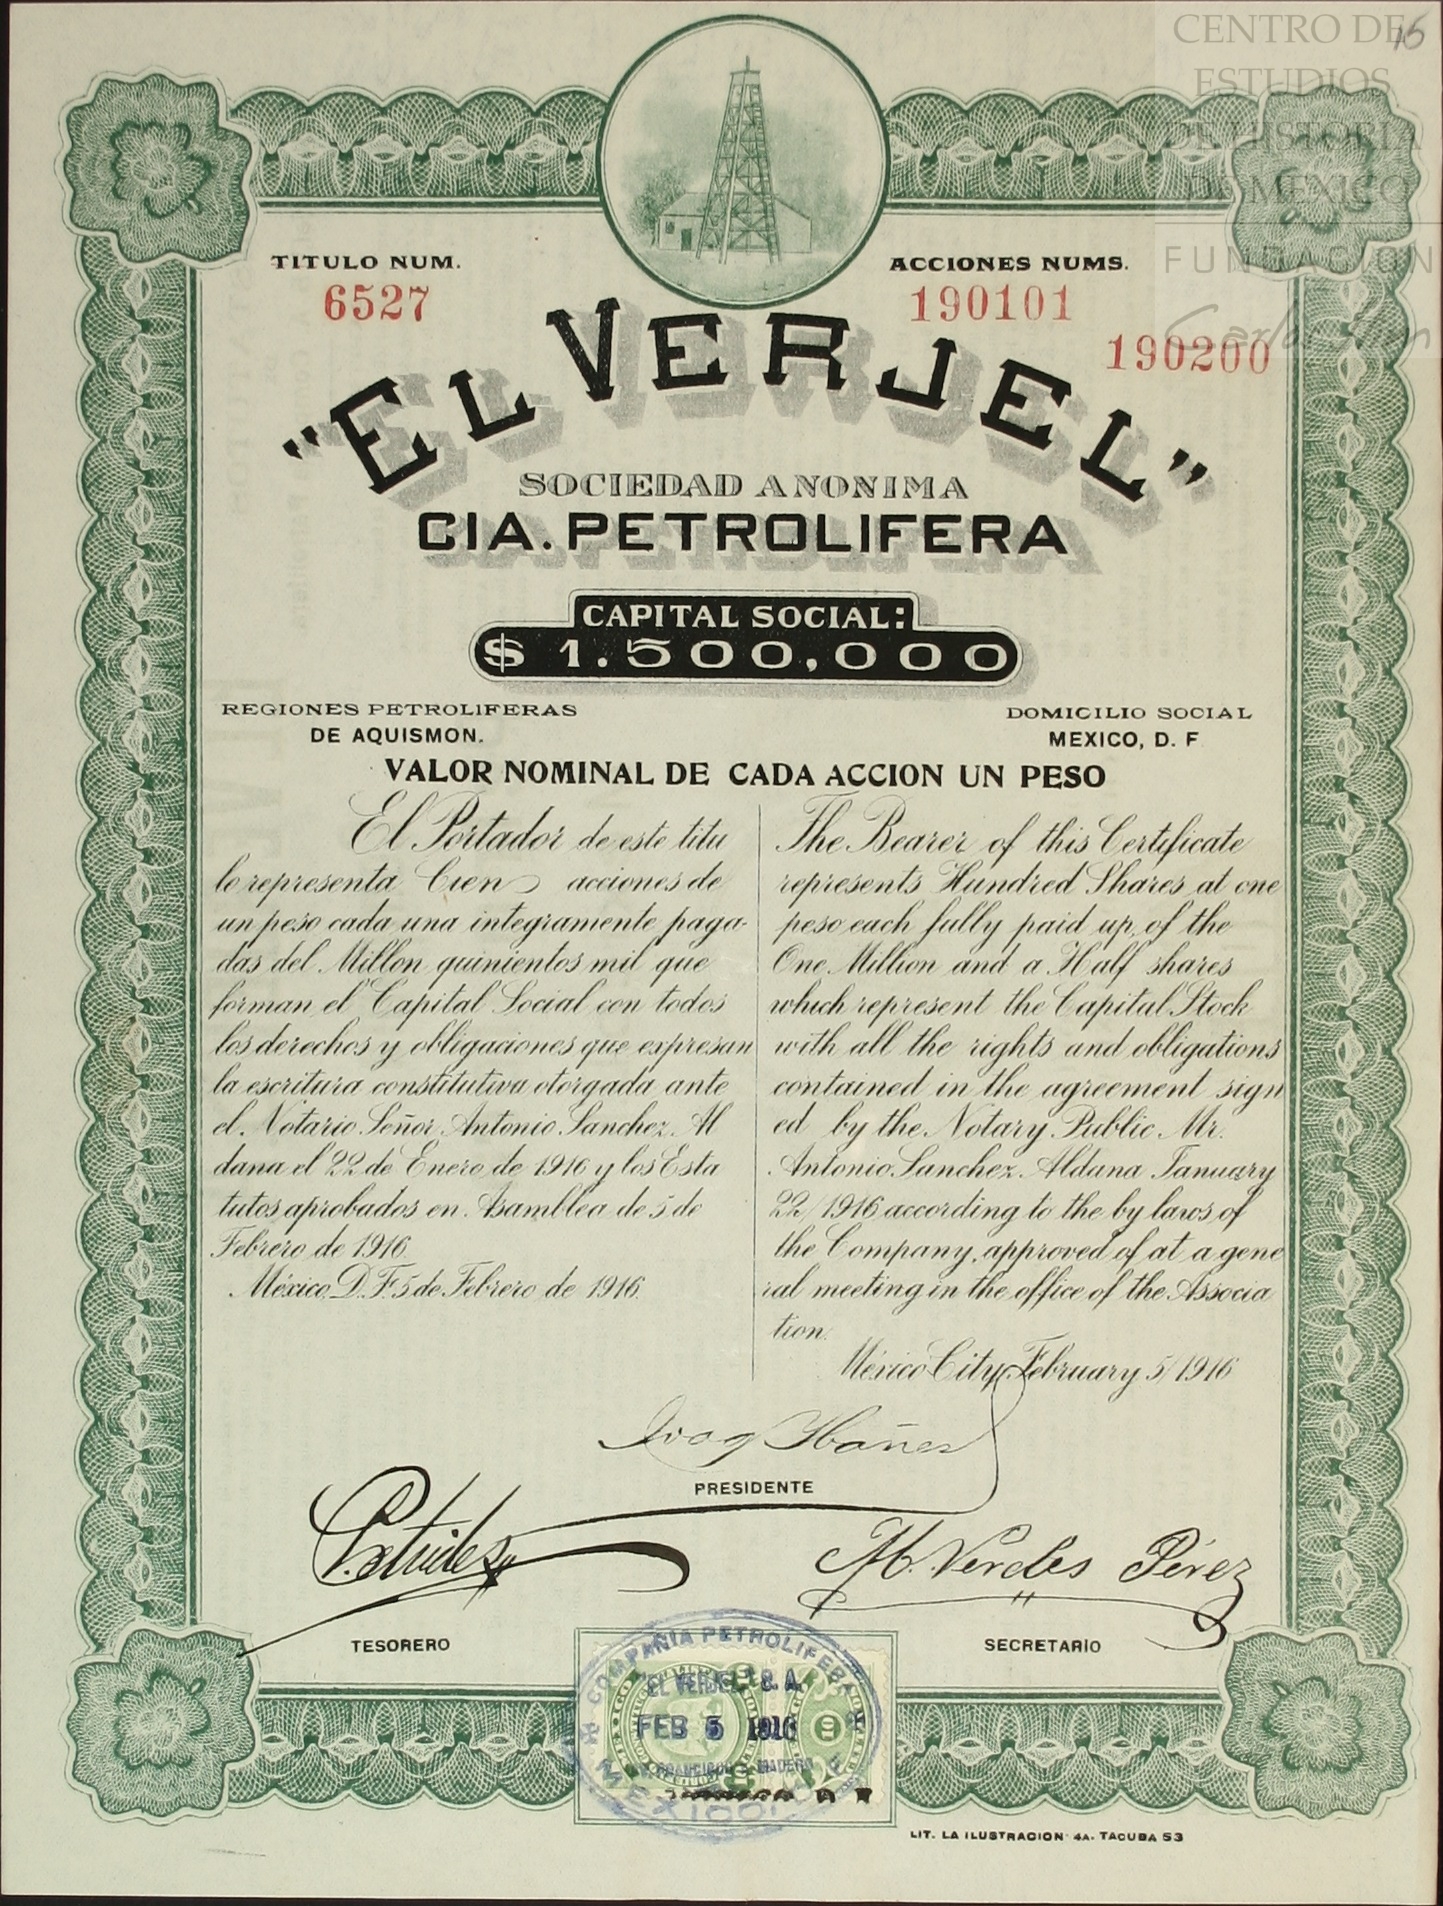 CENTRO DE
ESTUDIOS
DE HISTORIA
DE MEXICO
FUNDACION
Carlos Slim
TITULO NUM.
6527
ACCIONES NUMS.
190101
190200
"EL VERJEL"
SOCIEDAD ANONIMA
CIA. PETROLIFERA
CAPITAL SOCIAL:
$ 1.500,000
REGIONES PETROLIFERAS
DE AQUISMON.
DOMICILIO SOCIAL
MEXICO, D. F
VALOR NOMINAL DE CADA ACCION UN PESO
El Portador de este titu
lo representa Cien acciones de
un peso cada una integramente paga-
das del Millon quinientos mil que
forman el Capital Social con todos
los derechos y obligaciones que expresan
la escritura constitutiva otorgada ante
el Notario Señor Antonio Sanchez Al
dana el 22 de Enero de 1916 y los Esta
tutos aprobados en Asamblea de 5 de
Febrero de 1916
México D. F. 5 de Febrero de 1916.
The Bearer of this Certificate
represents Hundred Shares at one
peso each fully paid up, of the
One Million and a Half shares
which represent the Capital Stock
with all the rights and obligations
contained in the agreement sign
ed by the Notary Public Mr.
Antonio Sanchez Aldana January
22/1916 according to the by laws of
the Company, approved of at a gene
ral meeting in the office of the Associa
tion.
México City, February 5/1916
Ibañez
PRESIDENTE
M. Verdes Pérez
TESORERO
SECRETARIO
COMPAÑIA PETROLIFERA
EL VERJEL, S. A.
FEB 5 1916
FRANCISCO I. MADERO
MEXICO
10
LIT. LA ILUSTRACION 4A. TACUBA 53